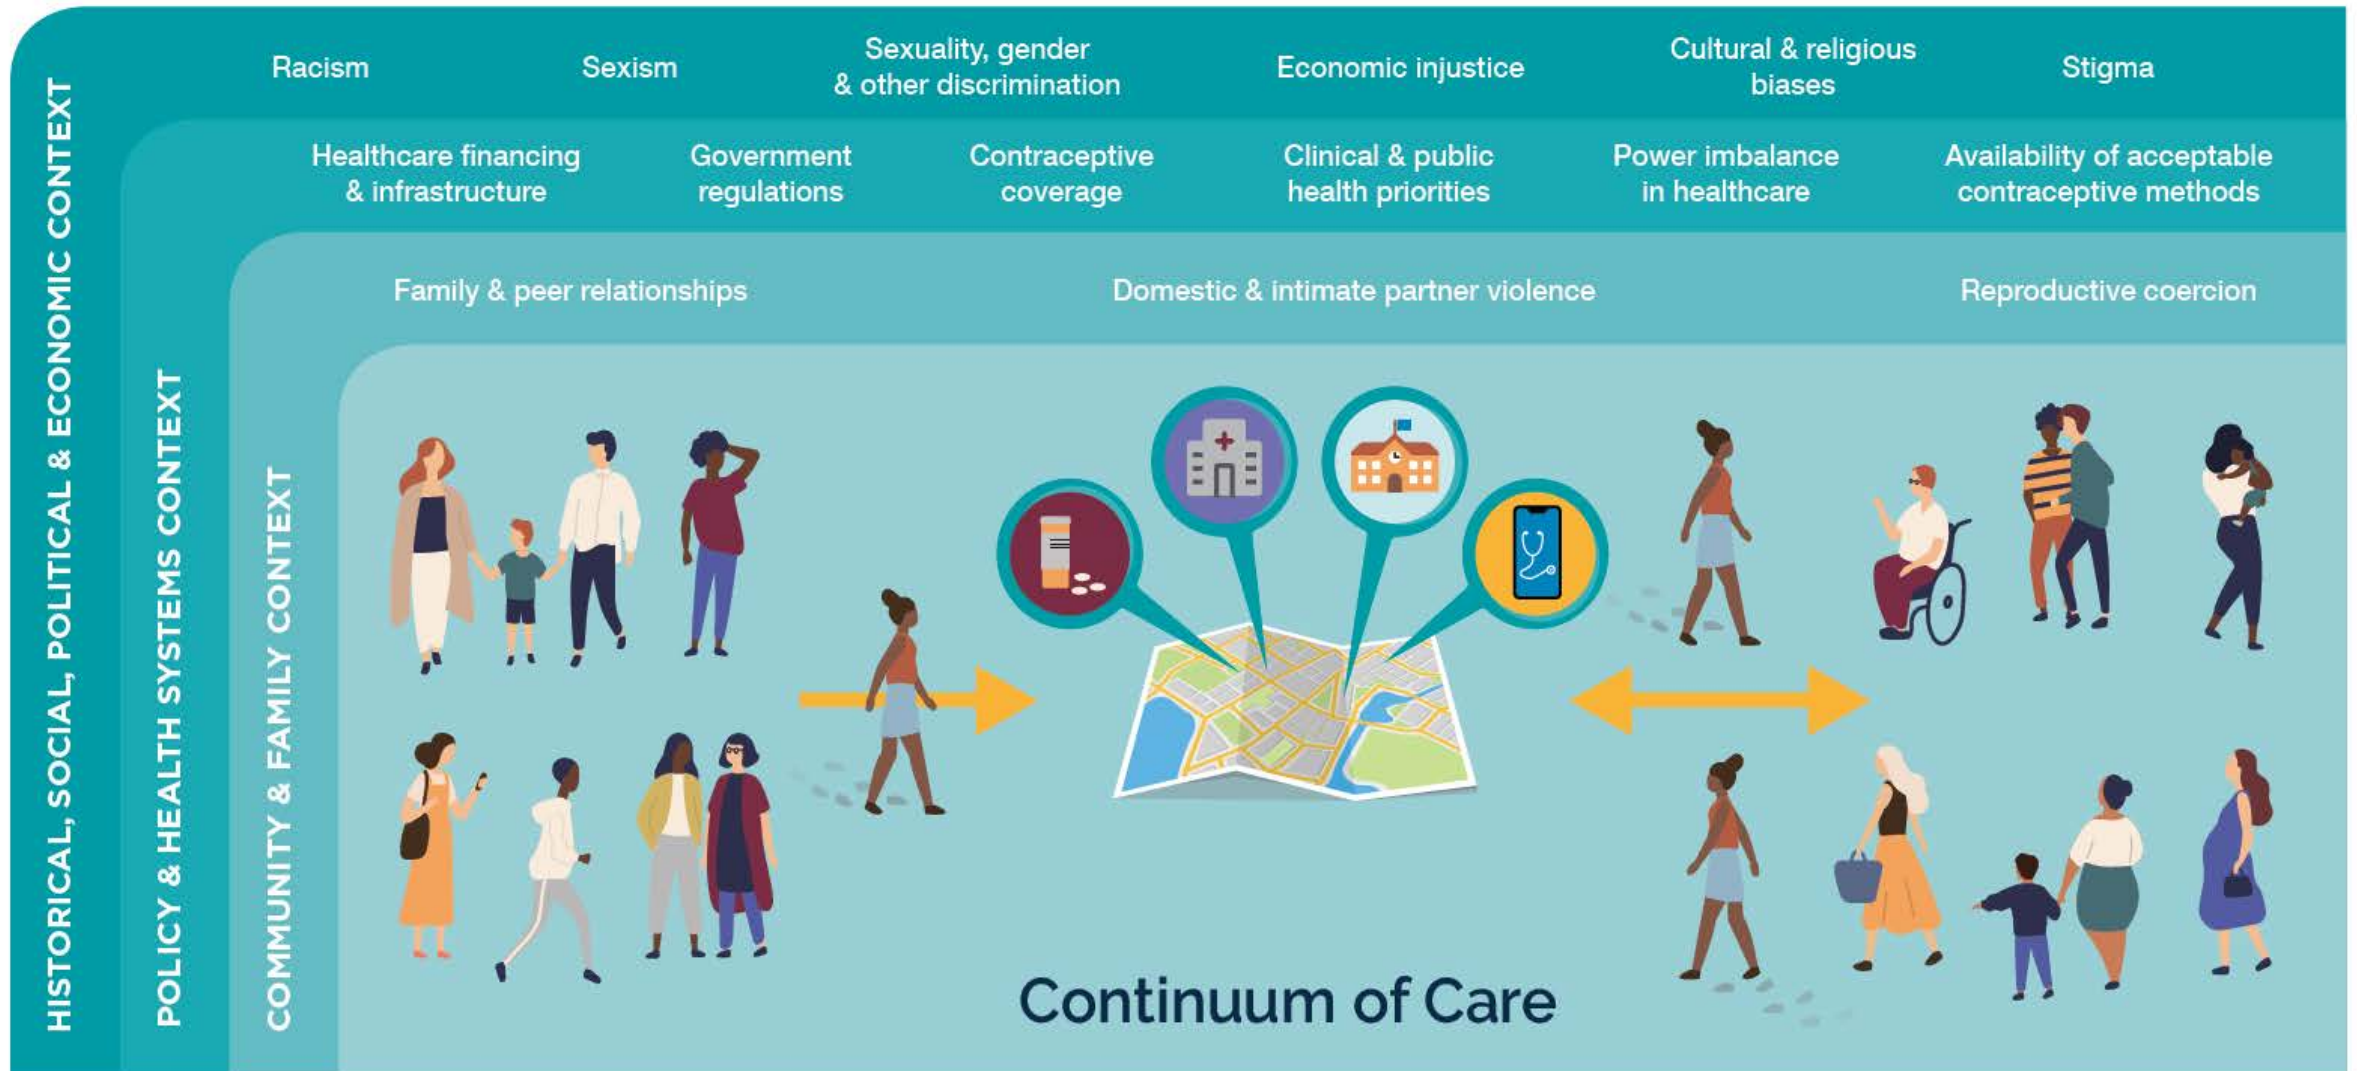 HISTORICAL, SOCIAL, POLITICAL & ECONOMIC CONTEXT
Racism
Sexism
Sexuality, gender
& other discrimination
Economic injustice
Cultural & religious
biases
Stigma
POLICY & HEALTH SYSTEMS CONTEXT
Healthcare financing
& infrastructure
Government
regulations
Contraceptive
coverage
Clinical & public
health priorities
Power imbalance
in healthcare
Availability of acceptable
contraceptive methods
COMMUNITY & FAMILY CONTEXT
Family & peer relationships
Domestic & intimate partner violence
Reproductive coercion
Continuum of Care